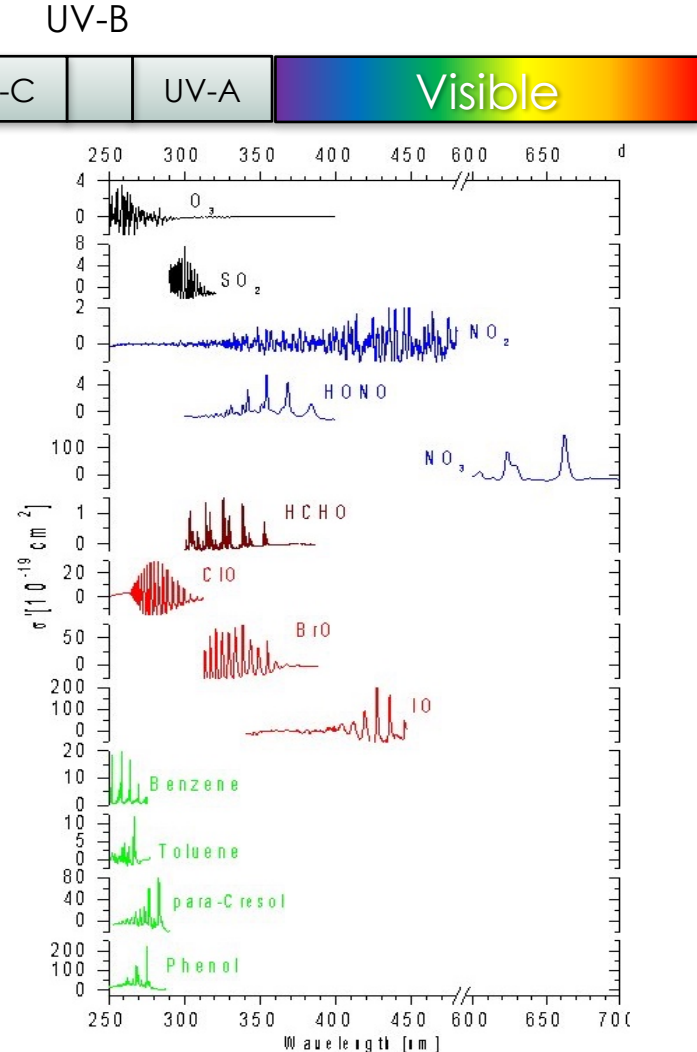 UV-B
-C UV-A Visible
250 300 350 400 450 600 650 d
4
0
O₃
8
4
0
SO₂
2
0
NO₂
4
0
HONO
100
0
NO₃
1
0
HCHO
20
0
ClO
50
0
BrO
200
100
0
IO
20
10
0
Benzene
10
5
0
Toluene
80
40
0
para-Cresol
200
100
0
Phenol
σ'[10⁻¹⁹ cm²]
250 300 350 400 450 600 650 700
Wavelength [nm]